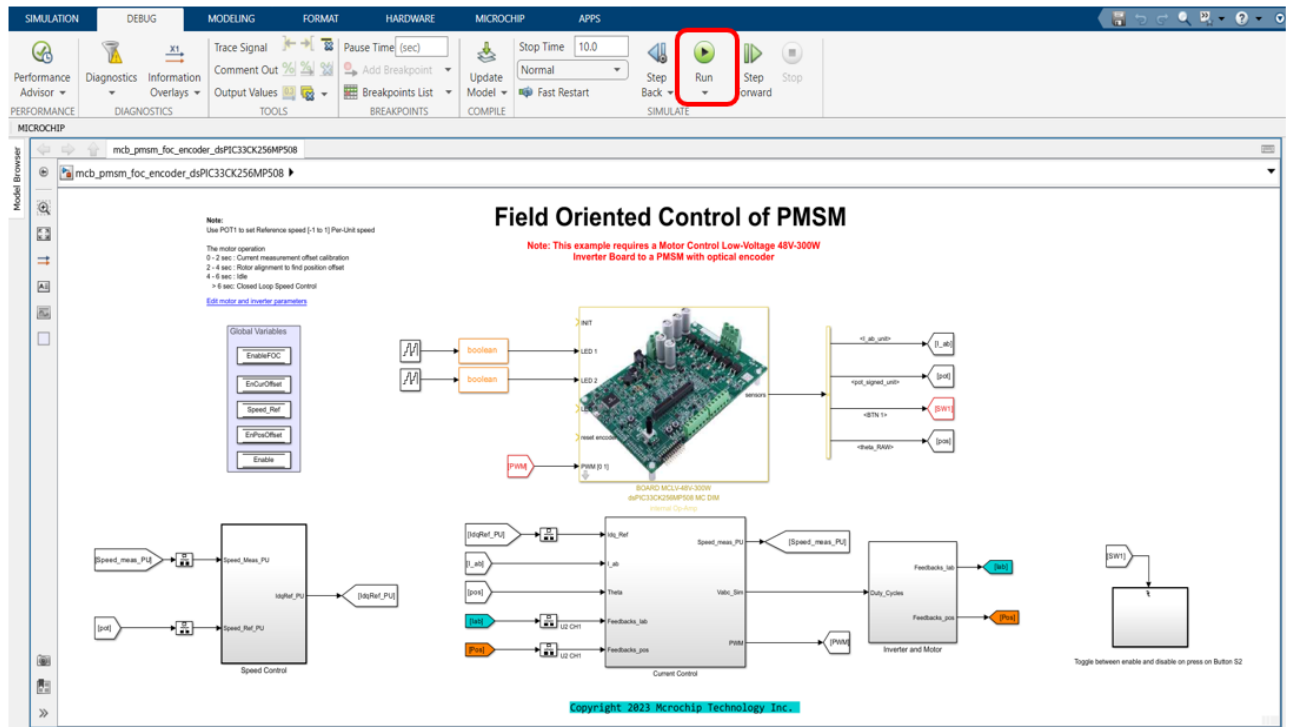 SIMULATION DEBUG MODELING FORMAT HARDWARE MICROCHIP APPS
Performance Advisor
Diagnostics
Information Overlays
Trace Signal
Comment Out
Output Values
Pause Time (sec)
Add Breakpoint
Breakpoints List
Update Model
Stop Time 10.0
Normal
Fast Restart
Step Back
Run
Step
orward
Stop
PERFORMANCE DIAGNOSTICS TOOLS BREAKPOINTS COMPILE SIMULATE
MICROCHIP
Model Browser
mcb_pmsm_foc_encoder_dsPIC33CK256MP508
mcb_pmsm_foc_encoder_dsPIC33CK256MP508
Field Oriented Control of PMSM
Note: This example requires a Motor Control Low-Voltage 48V-300W
Inverter Board to a PMSM with optical encoder
Note:
Use POT1 to set Reference speed [-1 to 1] Per-Unit speed
The motor operation
0 - 2 sec : Current measurement offset calibration
2 - 4 sec : Rotor alignment to find position offset
4 - 6 sec : Idle
> 6 sec: Closed Loop Speed Control
Edit motor and inverter parameters
Global Variables
EnableFOC
EnCurOffset
Speed_Ref
EnPosOffset
Enable
boolean
boolean
[PWM]
INIT
LED 1
LED 2
reset encoder
PWM [0 1]
sensors
BOARD MCLV-48V-300W
dsPIC33CK256MP508 MC DIM
Internal Op-Amp
<I_ab_unit>
[I_ab]
<pot_signed_unit>
[pot]
<BTN 1>
[SW1]
<theta_RAW>
[pos]
[Speed_meas_PU]
[pot]
Speed_Meas_PU
Speed_Ref_PU
IdqRef_PU
[IdqRef_PU]
Speed Control
[IdqRef_PU]
[I_ab]
[pos]
[Iab]
U2 CH1
[Pos]
U2 CH1
Idq_Ref
I_ab
Theta
Feedbacks_Iab
Feedbacks_pos
Speed_meas_PU
Vabc_Sim
PWM
Current Control
[Speed_meas_PU]
[PWM]
Duty_Cycles
Feedbacks_Iab
Feedbacks_pos
Inverter and Motor
[Iab]
[Pos]
[SW1]
Toggle between enable and disable on press on Button S2
Copyright 2023 Mcrochip Technology Inc.